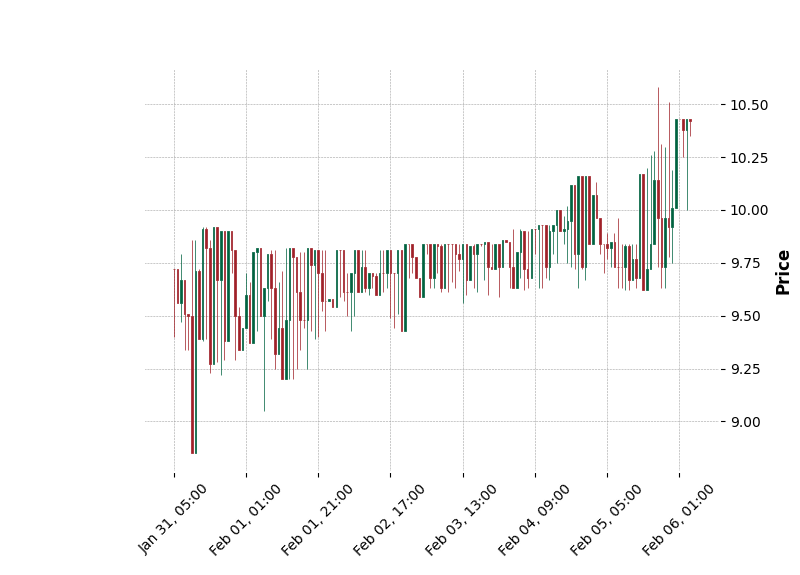 10.50
10.25
10.00
9.75
9.50
9.25
9.00
Price
Jan 31, 05:00
Feb 01, 01:00
Feb 01, 21:00
Feb 02, 17:00
Feb 03, 13:00
Feb 04, 09:00
Feb 05, 05:00
Feb 06, 01:00